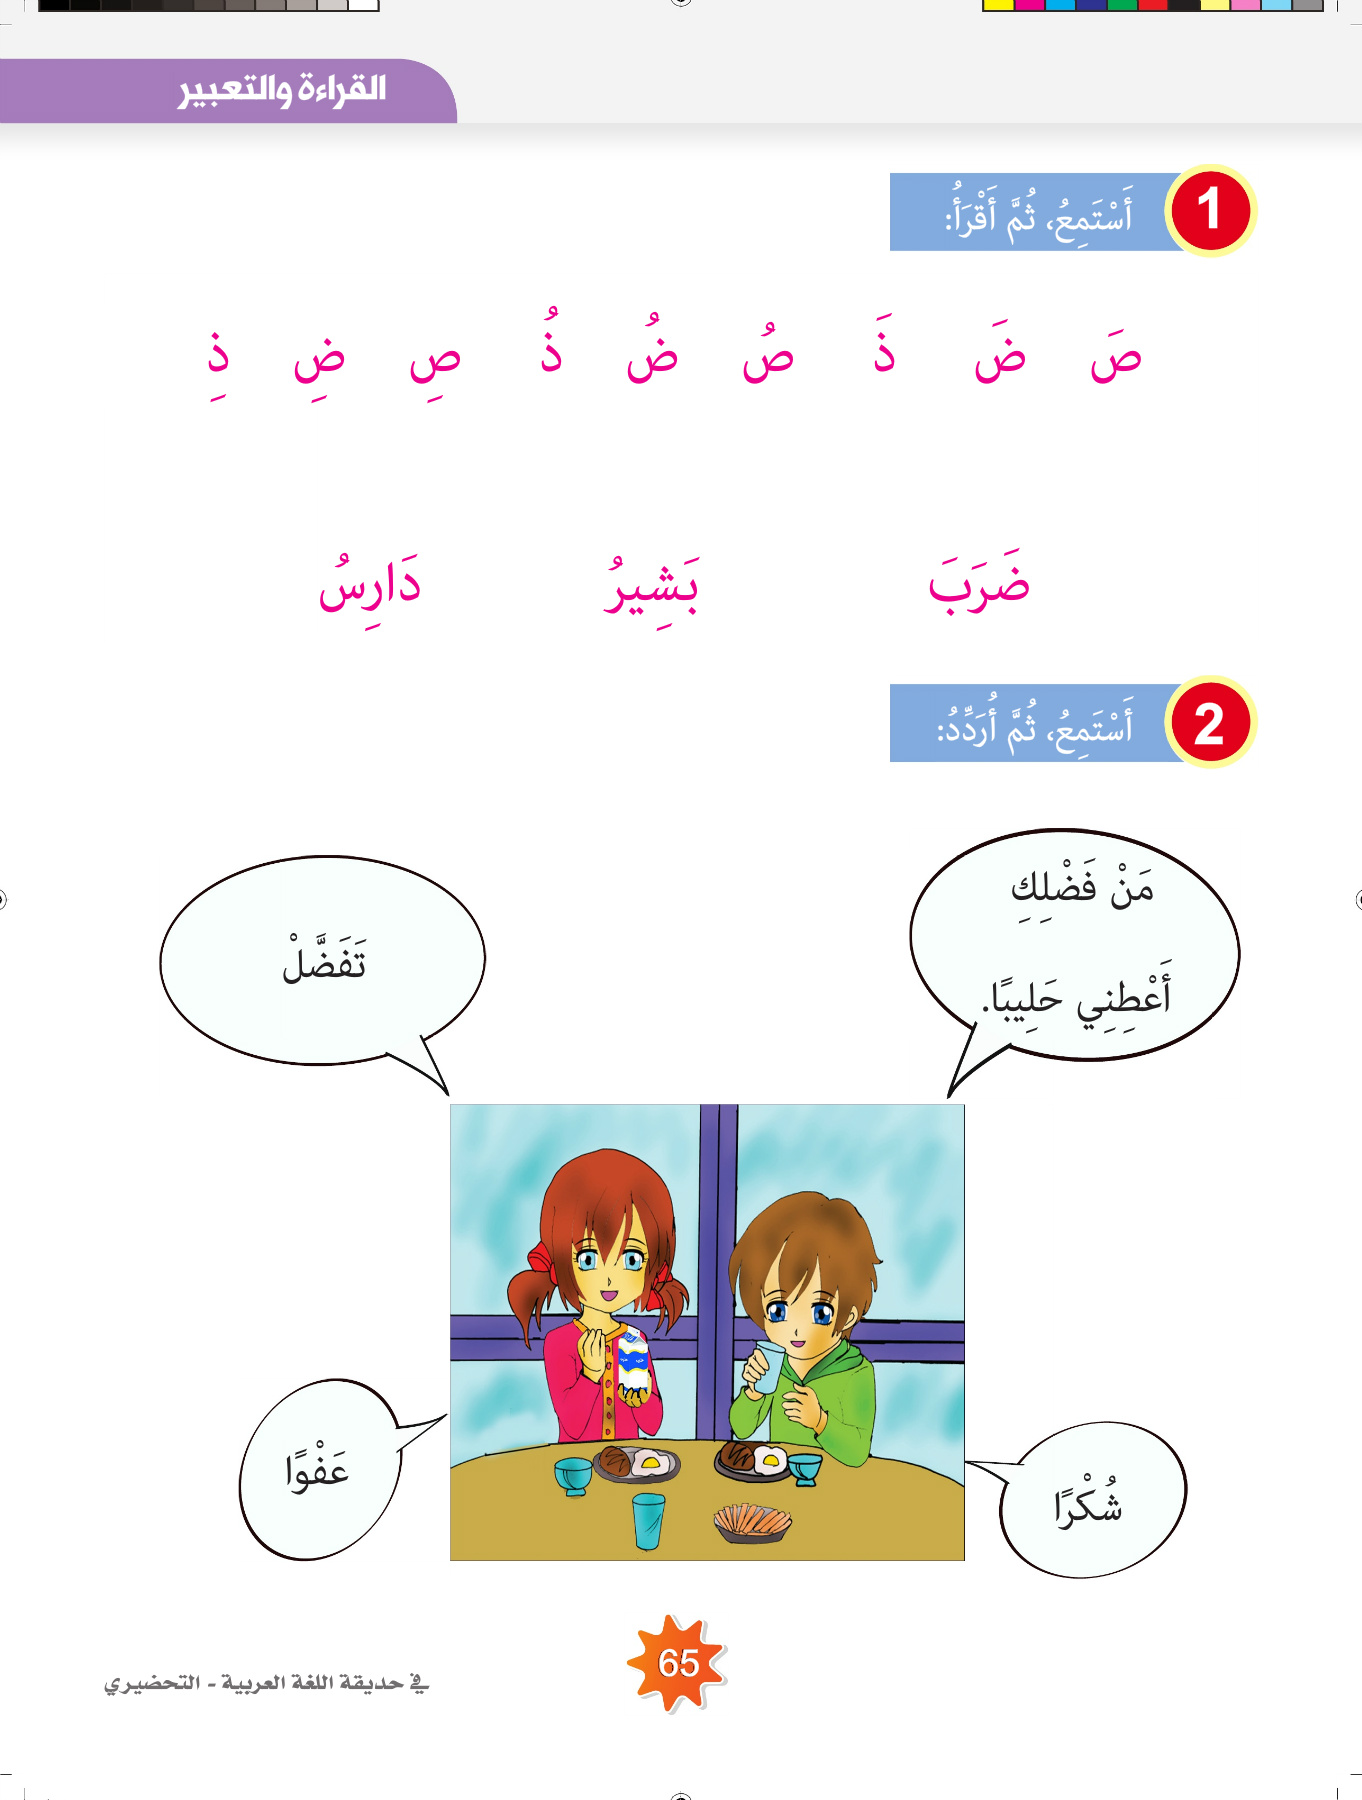 القراءة والتعبير
1
أَسْتَمِعُ، ثُمَّ أَقْرَأُ:
صَ ضَ ذَ صُ ضُ ذُ صِ ضِ ذِ
ضَرَبَ بَشِيرُ دَارِسُ
2
أَسْتَمِعُ، ثُمَّ أُرَدِّدُ:
مَنْ فَضْلِكِ
أَعْطِنِي حَلِيبًا.
تَفَضَّلْ
شُكْرًا
عَفْوًا
65
في حديقة اللغة العربية - التحضيري